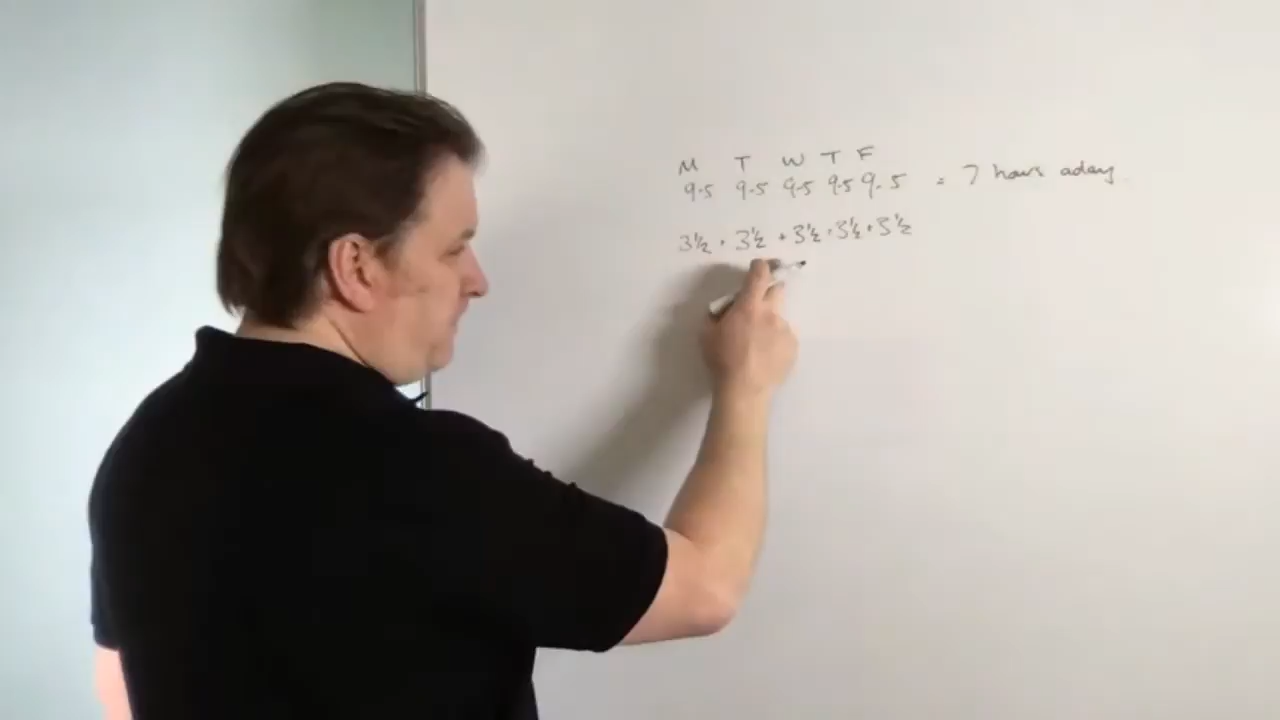 M T W T F
9-5 9-5 9-5 9-5 9-5 = 7 hours a day
3½ + 3½ + 3½ + 3½ + 3½